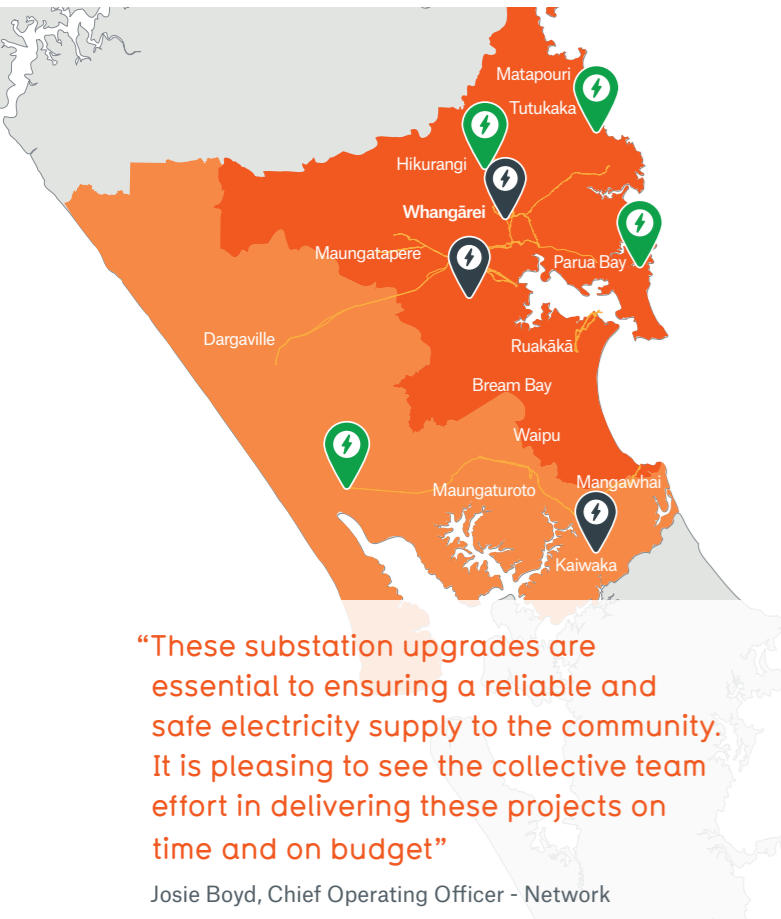 Matapouri
Tutukaka
Hikurangi
Whangārei
Maungatapere
Parua Bay
Dargaville
Ruakākā
Bream Bay
Waipu
Maungaturoto
Mangawhai
Kaiwaka
“These substation upgrades are
essential to ensuring a reliable and
safe electricity supply to the community.
It is pleasing to see the collective team
effort in delivering these projects on
time and on budget”
Josie Boyd, Chief Operating Officer - Network